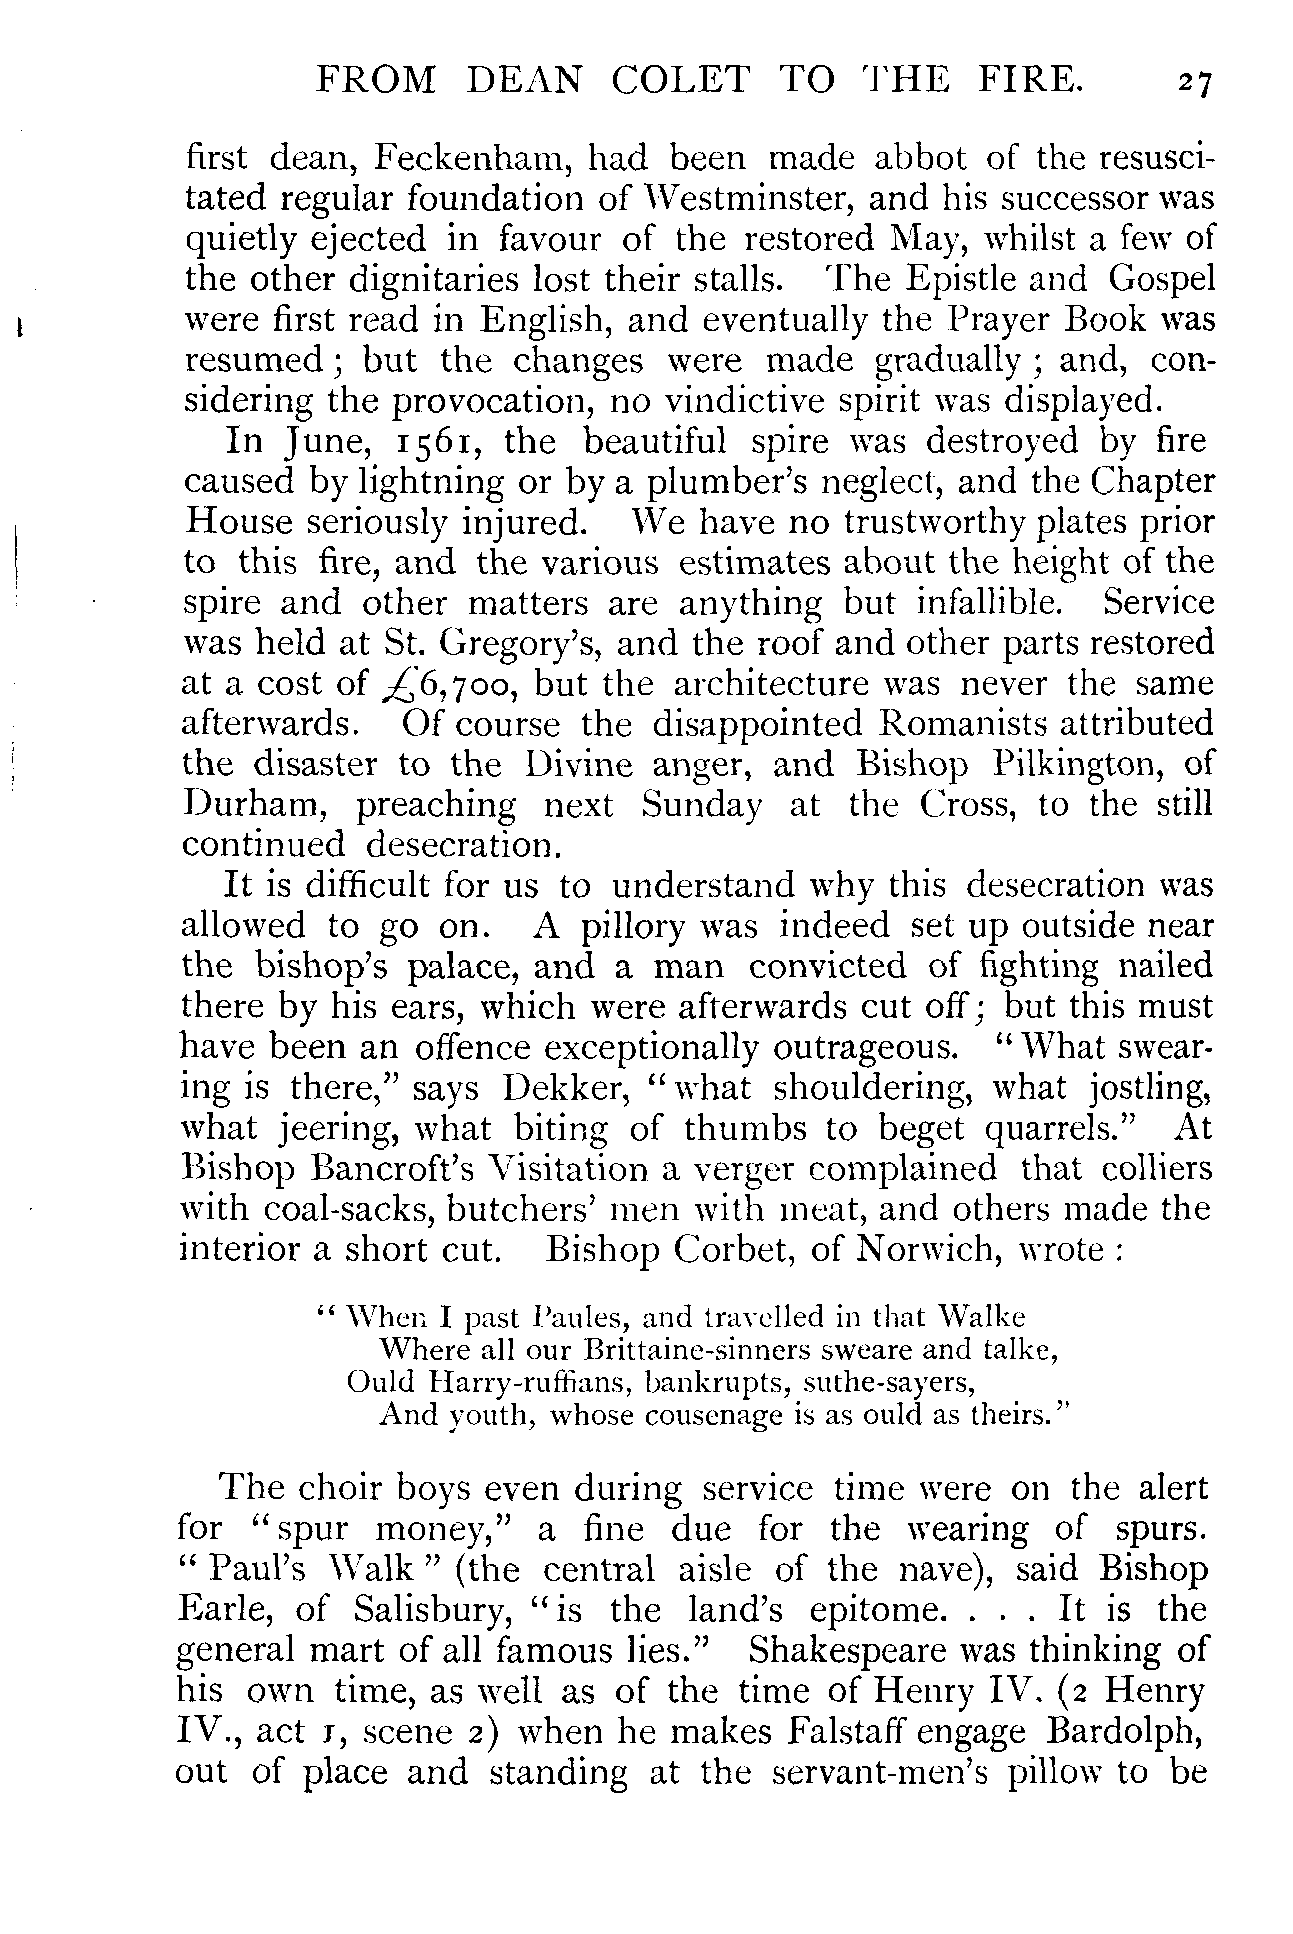 FROM DEAN COLET TO THE FIRE. 27
first dean, Feckenham, had been made abbot of the resusci-
tated regular foundation of Westminster, and his successor was
quietly ejected in favour of the restored May, whilst a few of
the other dignitaries lost their stalls. The Epistle and Gospel
were first read in English, and eventually the Prayer Book was
resumed; but the changes were made gradually; and, con-
sidering the provocation, no vindictive spirit was displayed.
In June, 1561, the beautiful spire was destroyed by fire
caused by lightning or by a plumber's neglect, and the Chapter
House seriously injured. We have no trustworthy plates prior
to this fire, and the various estimates about the height of the
spire and other matters are anything but infallible. Service
was held at St. Gregory's, and the roof and other parts restored
at a cost of £6,700, but the architecture was never the same
afterwards. Of course the disappointed Romanists attributed
the disaster to the Divine anger, and Bishop Pilkington, of
Durham, preaching next Sunday at the Cross, to the still
continued desecration.
It is difficult for us to understand why this desecration was
allowed to go on. A pillory was indeed set up outside near
the bishop's palace, and a man convicted of fighting nailed
there by his ears, which were afterwards cut off; but this must
have been an offence exceptionally outrageous. "What swear-
ing is there," says Dekker, "what shouldering, what jostling,
what jeering, what biting of thumbs to beget quarrels." At
Bishop Bancroft's Visitation a verger complained that colliers
with coal-sacks, butchers' men with meat, and others made the
interior a short cut. Bishop Corbet, of Norwich, wrote:
"When I past Paules, and travelled in that Walke
Where all our Brittaine-sinners sweare and talke,
Ould Harry-ruffians, bankrupts, suthe-sayers,
And youth, whose cousenage is as ould as theirs."
The choir boys even during service time were on the alert
for "spur money," a fine due for the wearing of spurs.
"Paul's Walk" (the central aisle of the nave), said Bishop
Earle, of Salisbury, "is the land's epitome. . . . It is the
general mart of all famous lies." Shakespeare was thinking of
his own time, as well as of the time of Henry IV. (2 Henry
IV., act 1, scene 2) when he makes Falstaff engage Bardolph,
out of place and standing at the servant-men's pillow to be